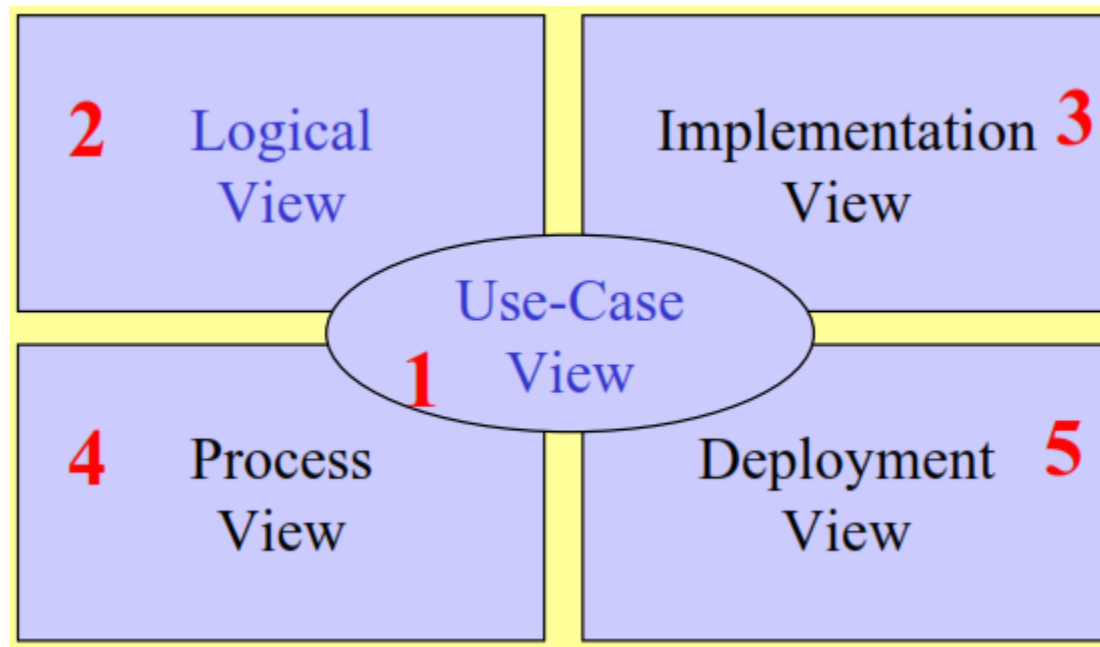 2 Logical
View
Implementation 3
View
Use-Case
1 View
4 Process
View
Deployment 5
View